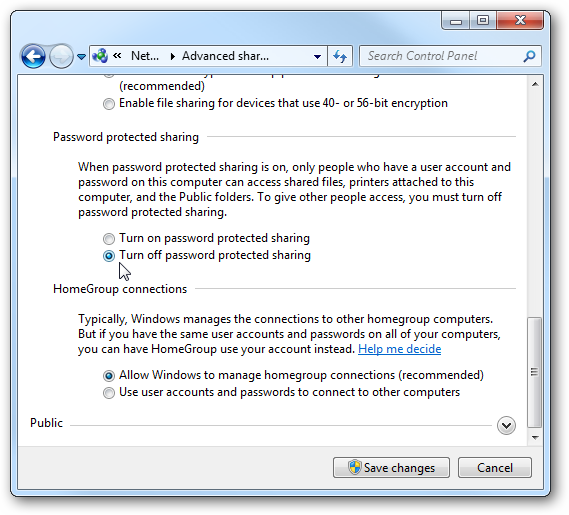 « Net... Advanced shar... Search Control Panel
(recommended)
Enable file sharing for devices that use 40- or 56-bit encryption
Password protected sharing
When password protected sharing is on, only people who have a user account and
password on this computer can access shared files, printers attached to this
computer, and the Public folders. To give other people access, you must turn off
password protected sharing.
Turn on password protected sharing
Turn off password protected sharing
HomeGroup connections
Typically, Windows manages the connections to other homegroup computers.
But if you have the same user accounts and passwords on all of your computers,
you can have HomeGroup use your account instead. Help me decide
Allow Windows to manage homegroup connections (recommended)
Use user accounts and passwords to connect to other computers
Public
Save changes Cancel